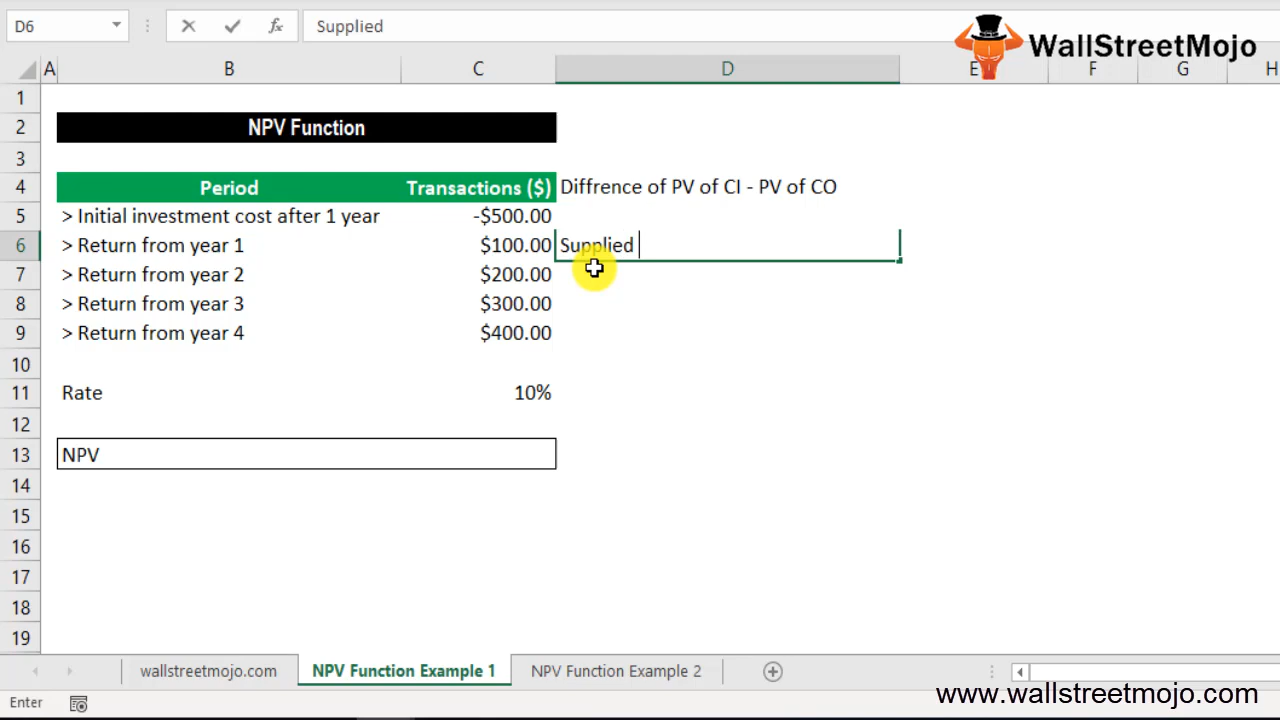 D6 fx Supplied
WallStreetMojo
A B C D E F G H
1
2 NPV Function
3
4 Period Transactions ($) Diffrence of PV of CI - PV of CO
5 > Initial investment cost after 1 year -$500.00
6 > Return from year 1 $100.00 Supplied
7 > Return from year 2 $200.00
8 > Return from year 3 $300.00
9 > Return from year 4 $400.00
10
11 Rate 10%
12
13 NPV
14
15
16
17
18
19
wallstreetmojo.com NPV Function Example 1 NPV Function Example 2
www.wallstreetmojo.com
Enter